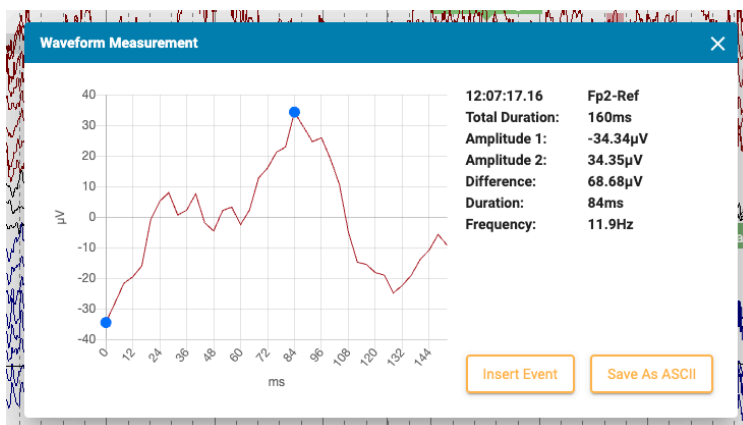 Waveform Measurement
12:07:17.16 Fp2-Ref
Total Duration: 160ms
Amplitude 1: -34.34µV
Amplitude 2: 34.35µV
Difference: 68.68µV
Duration: 84ms
Frequency: 11.9Hz
40
30
20
10
0
-10
-20
-30
-40
µV
0 12 24 36 48 60 72 84 96 108 120 132 144
ms
Insert Event Save As ASCII